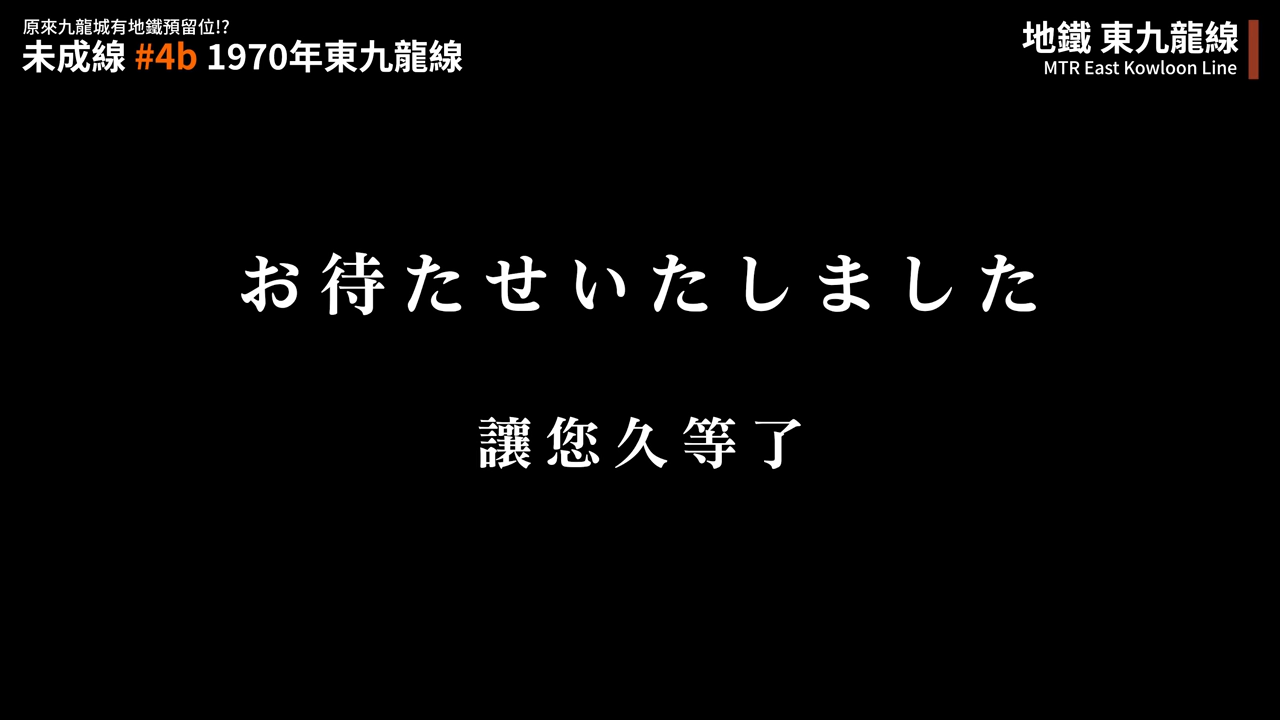 原來九龍城有地鐵預留位!?
未成線 #4b 1970年東九龍線
地鐵 東九龍線
MTR East Kowloon Line
お待たせいたしました
讓您久等了